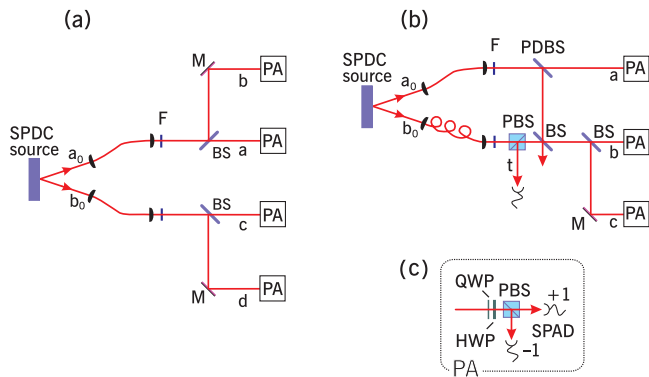 (a)
M
b
PA
SPDC
source
a0
F
a
PA
BS
b0
BS
c
PA
M
d
PA
(b)
SPDC
source
a0
F
PDBS
a
PA
b0
PBS
BS
BS
b
PA
t
M
c
PA
(c)
QWP
PBS
+1
SPAD
HWP
-1
PA